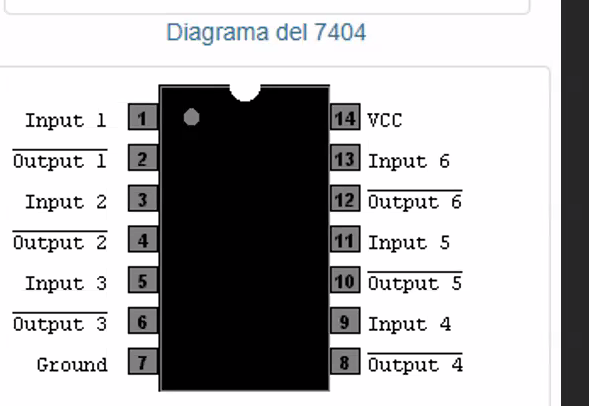 Diagrama del 7404
Input 1 1 14 VCC
Output 1 2 13 Input 6
Input 2 3 12 Output 6
Output 2 4 11 Input 5
Input 3 5 10 Output 5
Output 3 6 9 Input 4
Ground 7 8 Output 4